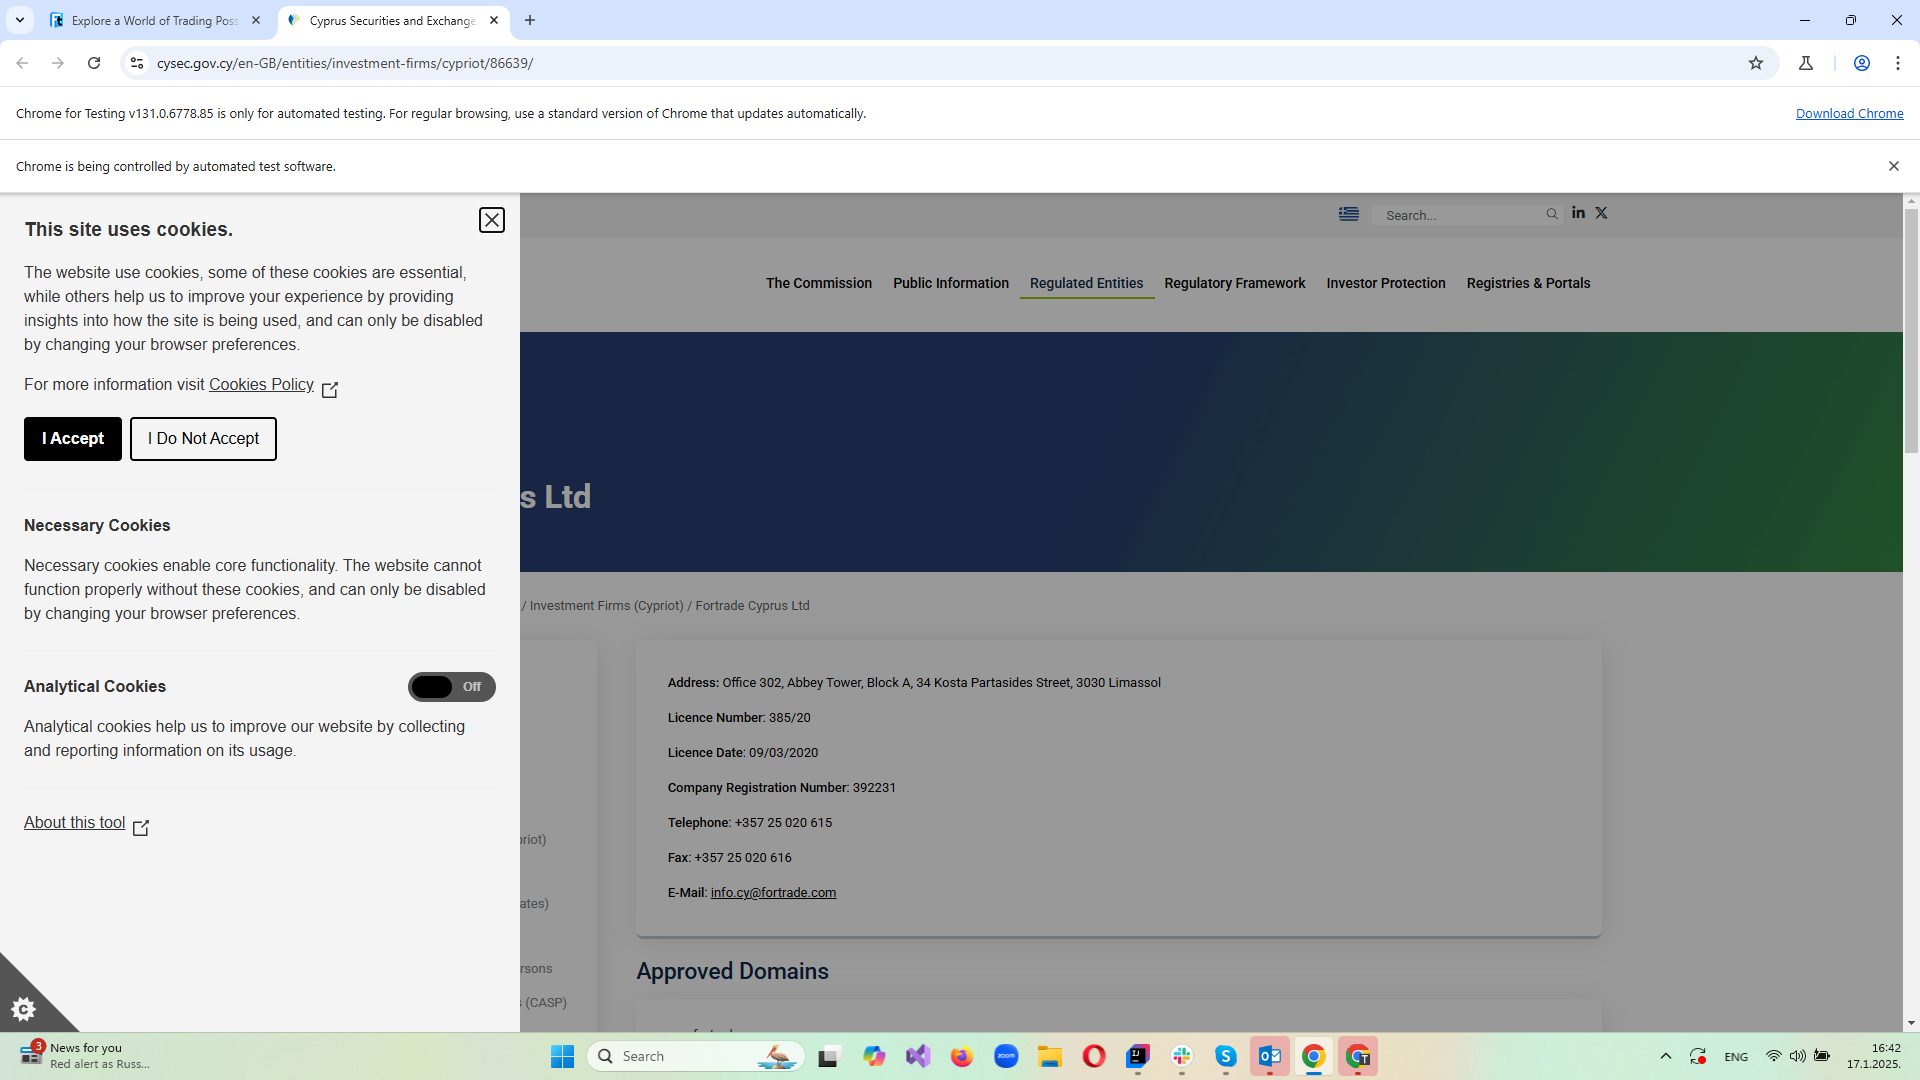 Explore a World of Trading Poss
Cyprus Securities and Exchange
cysec.gov.cy/en-GB/entities/investment-firms/cypriot/86639/
Chrome for Testing v131.0.6778.85 is only for automated testing. For regular browsing, use a standard version of Chrome that updates automatically.
Download Chrome
Chrome is being controlled by automated test software.
This site uses cookies.
The website use cookies, some of these cookies are essential,
while others help us to improve your experience by providing
insights into how the site is being used, and can only be disabled
by changing your browser preferences.
For more information visit Cookies Policy
I Accept
I Do Not Accept
Necessary Cookies
Necessary cookies enable core functionality. The website cannot
function properly without these cookies, and can only be disabled
by changing your browser preferences.
Analytical Cookies
Off
Analytical cookies help us to improve our website by collecting
and reporting information on its usage.
About this tool
Search...
The Commission
Public Information
Regulated Entities
Regulatory Framework
Investor Protection
Registries & Portals
s Ltd
/ Investment Firms (Cypriot) / Fortrade Cyprus Ltd
priot)
ates)
rsons
s (CASP)
Address: Office 302, Abbey Tower, Block A, 34 Kosta Partasides Street, 3030 Limassol
Licence Number: 385/20
Licence Date: 09/03/2020
Company Registration Number: 392231
Telephone: +357 25 020 615
Fax: +357 25 020 616
E-Mail: info.cy@fortrade.com
Approved Domains
3
News for you
Red alert as Russ...
Search
zoom
ENG
16:42
17.1.2025.